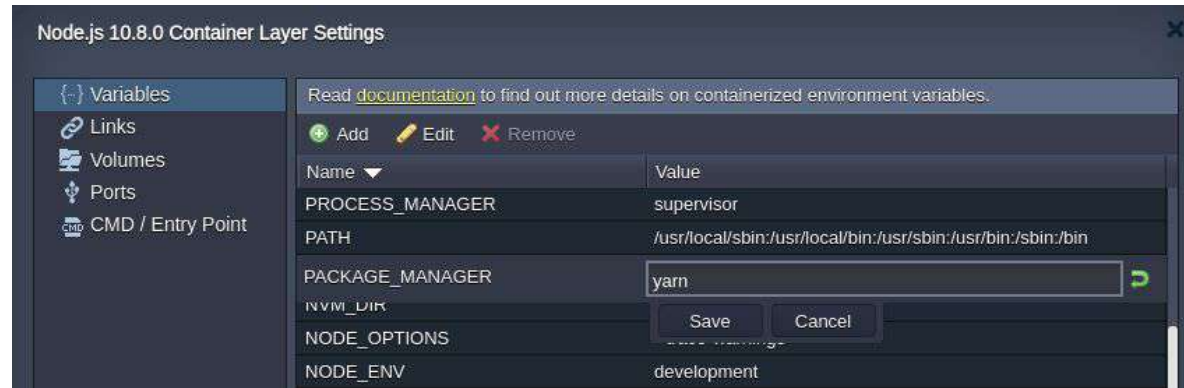 Node.js 10.8.0 Container Layer Settings
{··} Variables
Links
Volumes
Ports
CMD CMD / Entry Point
Read documentation to find out more details on containerized environment variables.
Add Edit Remove
Name Value
PROCESS_MANAGER supervisor
PATH /usr/local/sbin:/usr/local/bin:/usr/sbin:/usr/bin:/sbin:/bin
PACKAGE_MANAGER yarn
NVM_DIR
Save Cancel
NODE_OPTIONS
NODE_ENV development